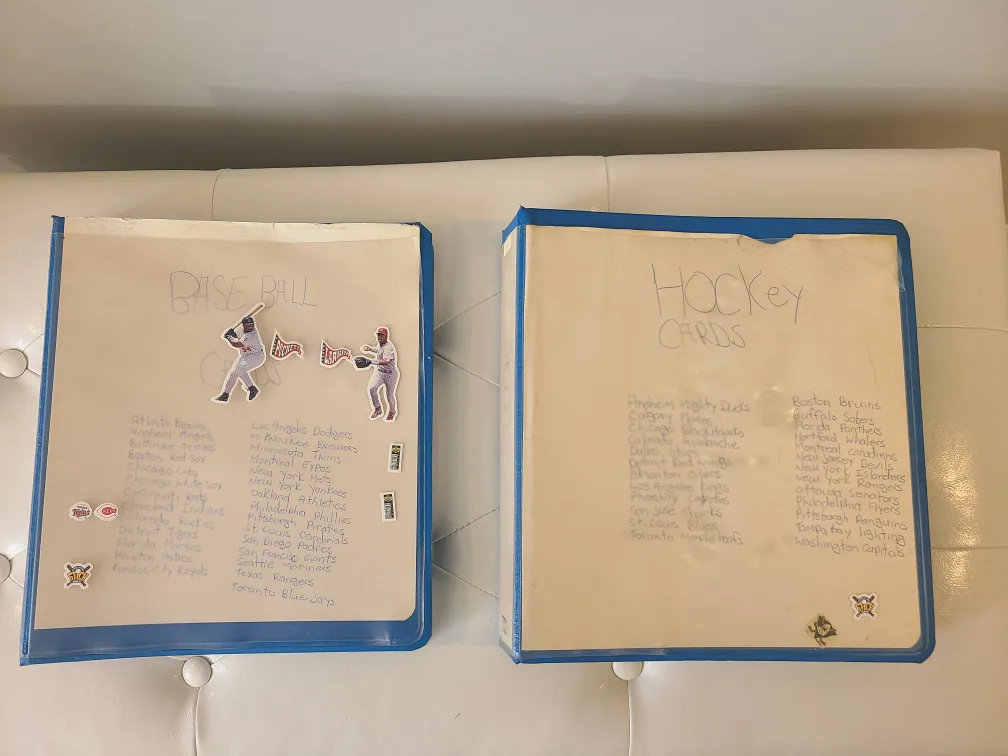 BASEBALL
CARDS
34
PUCKETT
LARKIN
Atlanta Braves
Anaheim Angels
Baltimore Orioles
Boston Red Sox
Chicago Cubs
Chicago White Sox
Cincinnati Reds
Cleveland Indians
Colorado Rockies
Detroit Tigers
Florida Marlins
Houston Astros
Kansas City Royals
Los Angeles Dodgers
Milwaukee Brewers
Minnesota Twins
Montreal Expos
New York Mets
New York Yankees
Oakland Athletics
Philadelphia Phillies
Pittsburgh Pirates
St. Louis Cardinals
San Diego Padres
San Francisco Giants
Seattle Mariners
Texas Rangers
Toronto Blue Jays
Twins
HOCKey
CARDS
Anaheim Mighty Ducks
Calgary Flames
Chicago BlackHawks
Colorado Avalanche
Dallas Stars
Detroit Red Wings
Edmonton Oilers
Los Angeles Kings
Phoenix Coyotes
San Jose Sharks
St. Louis Blues
Toronto Maple leafs
Boston Bruins
Buffalo Sabers
Florida Panthers
Hartford Whalers
Montreal canadiens
New Jersey Devils
New York Islanders
New York Rangers
Ottawa Senators
Philadelphia Flyers
Pittsburgh Penguins
Tampa bay lighting
Washington Capitals